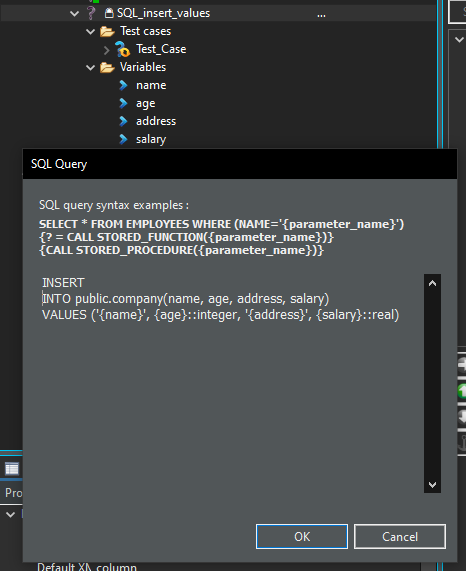 SQL_insert_values ...
Test cases
Test_Case
Variables
name
age
address
salary
SQL Query
SQL query syntax examples :
SELECT * FROM EMPLOYEES WHERE (NAME='{parameter_name}')
{? = CALL STORED_FUNCTION({parameter_name})}
{CALL STORED_PROCEDURE({parameter_name})}
INSERT
INTO public.company(name, age, address, salary)
VALUES ('{name}', {age}::integer, '{address}', {salary}::real)
Pro
OK
Cancel
Default XML column